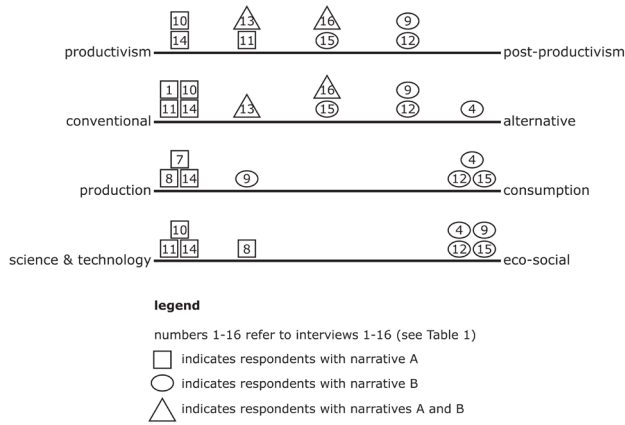 10 13 16 9
14 11 15 12
productivism post-productivism
1 10 16 9
11 14 13 15 12 4
conventional alternative
7 4
8 14 9 12 15
production consumption
10 4 9
11 14 8 12 15
science & technology eco-social
legend
numbers 1-16 refer to interviews 1-16 (see Table 1)
indicates respondents with narrative A
indicates respondents with narrative B
indicates respondents with narratives A and B